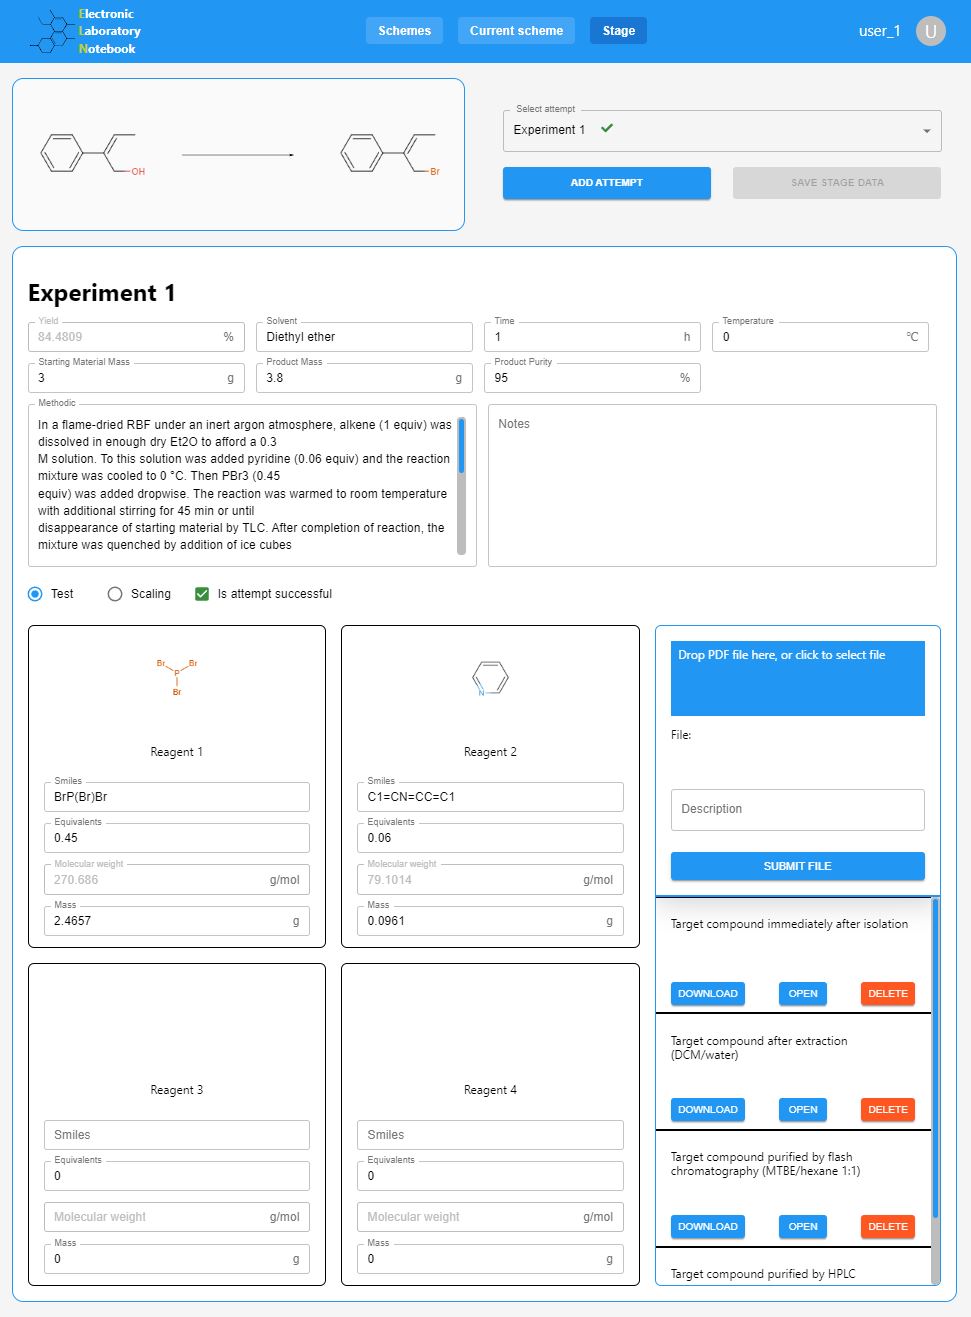 Electronic
Laboratory
Notebook
Schemes
Current scheme
Stage
user_1
U
OH
Br
Select attempt
Experiment 1
ADD ATTEMPT
SAVE STAGE DATA
Experiment 1
Yield
84.4809 %
Solvent
Diethyl ether
Time
1 h
Temperature
0 °C
Starting Material Mass
3 g
Product Mass
3.8 g
Product Purity
95 %
Methodic
In a flame-dried RBF under an inert argon atmosphere, alkene (1 equiv) was
dissolved in enough dry Et2O to afford a 0.3
M solution. To this solution was added pyridine (0.06 equiv) and the reaction
mixture was cooled to 0 °C. Then PBr3 (0.45
equiv) was added dropwise. The reaction was warmed to room temperature
with additional stirring for 45 min or until
disappearance of starting material by TLC. After completion of reaction, the
mixture was quenched by addition of ice cubes
Notes
Test
Scaling
Is attempt successful
Br Br
P
Br
Reagent 1
Smiles
BrP(Br)Br
Equivalents
0.45
Molecular weight
270.686 g/mol
Mass
2.4657 g
N
Reagent 2
Smiles
C1=CN=CC=C1
Equivalents
0.06
Molecular weight
79.1014 g/mol
Mass
0.0961 g
Reagent 3
Smiles
Equivalents
0
Molecular weight g/mol
Mass
0 g
Reagent 4
Smiles
Equivalents
0
Molecular weight g/mol
Mass
0 g
Drop PDF file here, or click to select file
File:
Description
SUBMIT FILE
Target compound immediately after isolation
DOWNLOAD OPEN DELETE
Target compound after extraction
(DCM/water)
DOWNLOAD OPEN DELETE
Target compound purified by flash
chromatography (MTBE/hexane 1:1)
DOWNLOAD OPEN DELETE
Target compound purified by HPLC